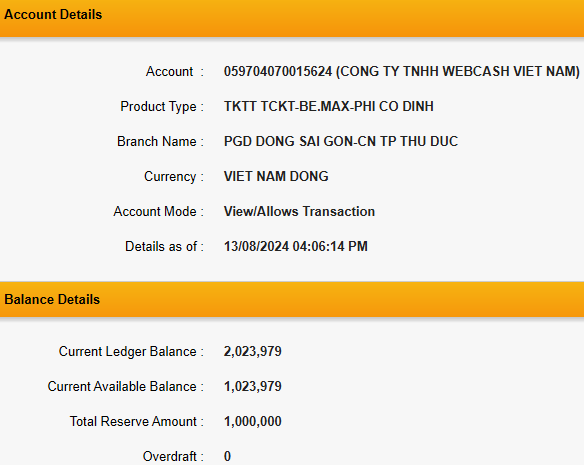 Account Details
Account : 059704070015624 (CONG TY TNHH WEBCASH VIET NAM)
Product Type : TKTT TCKT-BE.MAX-PHI CO DINH
Branch Name : PGD DONG SAI GON-CN TP THU DUC
Currency : VIET NAM DONG
Account Mode : View/Allows Transaction
Details as of : 13/08/2024 04:06:14 PM
Balance Details
Current Ledger Balance : 2,023,979
Current Available Balance : 1,023,979
Total Reserve Amount : 1,000,000
Overdraft : 0